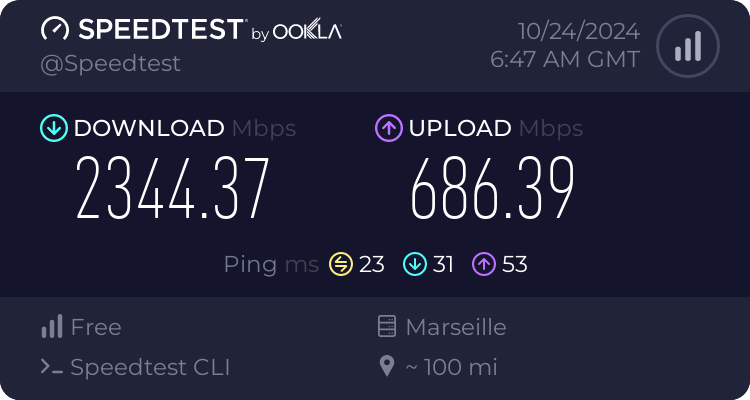 SPEEDTEST® by OOKLA®
@Speedtest
10/24/2024
6:47 AM GMT
DOWNLOAD Mbps
2344.37
UPLOAD Mbps
686.39
Ping ms 23 31 53
Free
Marseille
Speedtest CLI
~ 100 mi